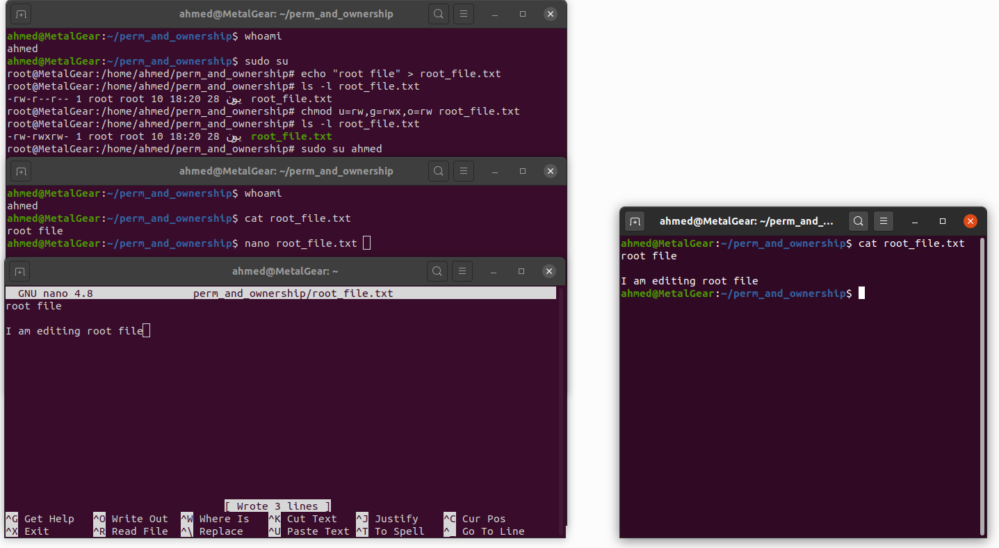 ahmed@MetalGear: ~/perm_and_ownership
ahmed@MetalGear:~/perm_and_ownership$ whoami
ahmed
ahmed@MetalGear:~/perm_and_ownership$ sudo su
root@MetalGear:/home/ahmed/perm_and_ownership# echo "root file" > root_file.txt
root@MetalGear:/home/ahmed/perm_and_ownership# ls -l root_file.txt
-rw-r--r-- 1 root root 10 18:20 28 يون root_file.txt
root@MetalGear:/home/ahmed/perm_and_ownership# chmod u=rw,g=rwx,o=rw root_file.txt
root@MetalGear:/home/ahmed/perm_and_ownership# ls -l root_file.txt
-rw-rwxrw- 1 root root 10 18:20 28 يون root_file.txt
root@MetalGear:/home/ahmed/perm_and_ownership# sudo su ahmed
ahmed@MetalGear: ~/perm_and_ownership
ahmed@MetalGear:~/perm_and_ownership$ whoami
ahmed
ahmed@MetalGear:~/perm_and_ownership$ cat root_file.txt
root file
ahmed@MetalGear:~/perm_and_ownership$ nano root_file.txt
ahmed@MetalGear: ~
GNU nano 4.8 perm_and_ownership/root_file.txt
root file
I am editing root file
[ Wrote 3 lines ]
^G Get Help ^O Write Out ^W Where Is ^K Cut Text ^J Justify ^C Cur Pos
^X Exit ^R Read File ^\ Replace ^U Paste Text ^T To Spell ^_ Go To Line
ahmed@MetalGear: ~/perm_and_...
ahmed@MetalGear:~/perm_and_ownership$ cat root_file.txt
root file
I am editing root file
ahmed@MetalGear:~/perm_and_ownership$